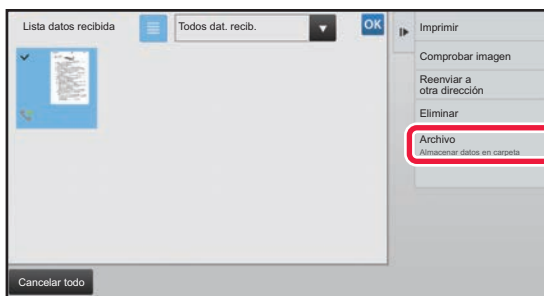 Lista datos recibida
Todos dat. recib.
OK
Imprimir
Comprobar imagen
Reenviar a
otra dirección
Eliminar
Archivo
Almacenar datos en carpeta
Cancelar todo